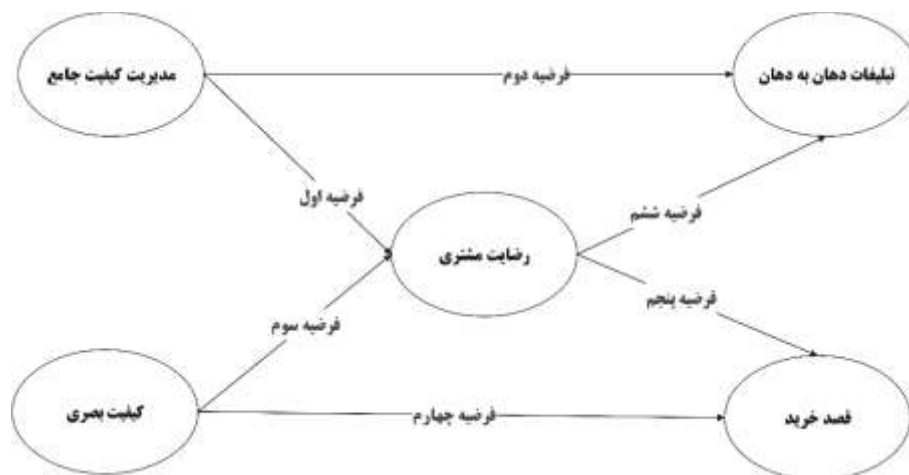 مدیریت کیفیت جامع
فرضیه دوم
تبلیغات دهان به دهان
فرضیه اول
فرضیه ششم
رضایت مشتری
فرضیه پنجم
فرضیه سوم
کیفیت بصری
فرضیه چهارم
قصد خرید